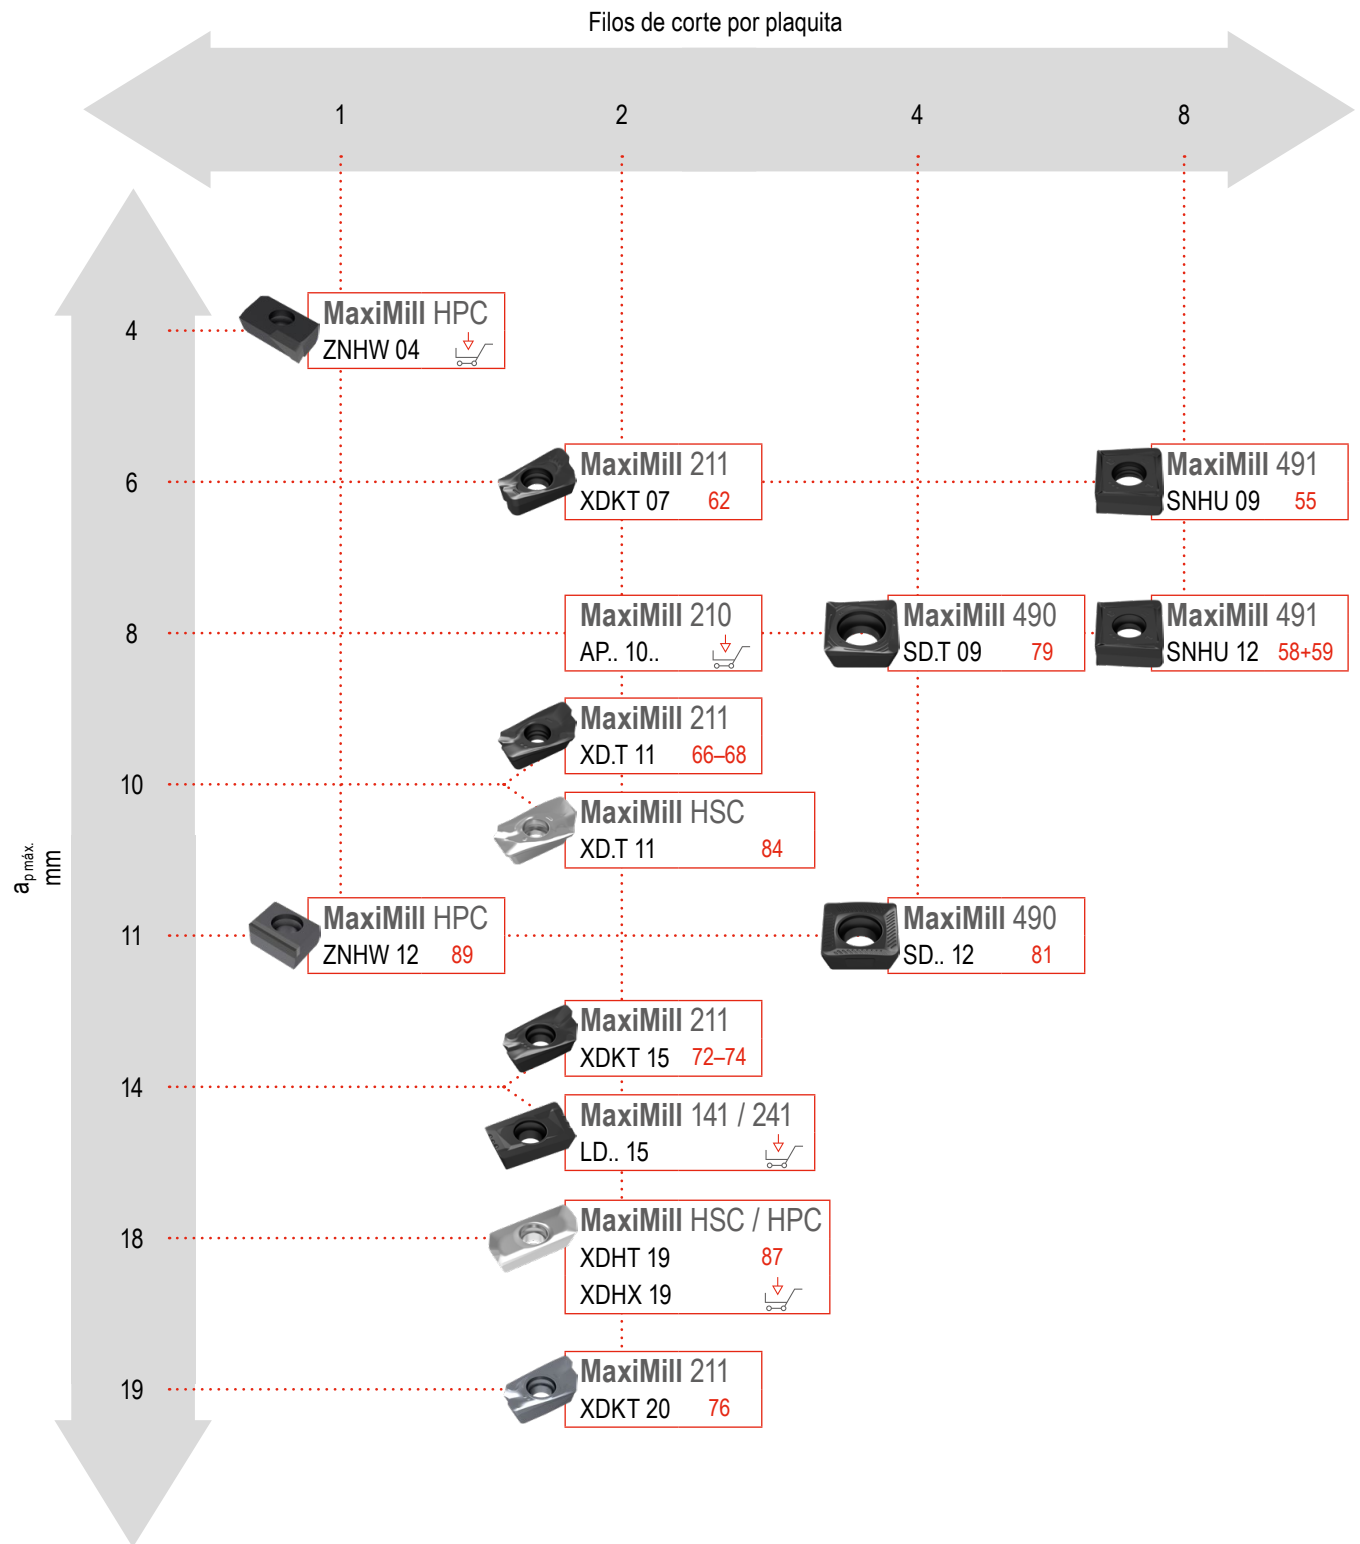 Filos de corte por plaquita
1
2
4
8
ap máx.
mm
4
MaxiMill HPC
ZNHW 04
6
MaxiMill 211
XDKT 07 62
MaxiMill 491
SNHU 09 55
8
MaxiMill 210
AP.. 10..
MaxiMill 490
SD.T 09 79
MaxiMill 491
SNHU 12 58+59
10
MaxiMill 211
XD.T 11 66–68
MaxiMill HSC
XD.T 11 84
11
MaxiMill HPC
ZNHW 12 89
MaxiMill 490
SD.. 12 81
14
MaxiMill 211
XDKT 15 72–74
MaxiMill 141 / 241
LD.. 15
18
MaxiMill HSC / HPC
XDHT 19 87
XDHX 19
19
MaxiMill 211
XDKT 20 76